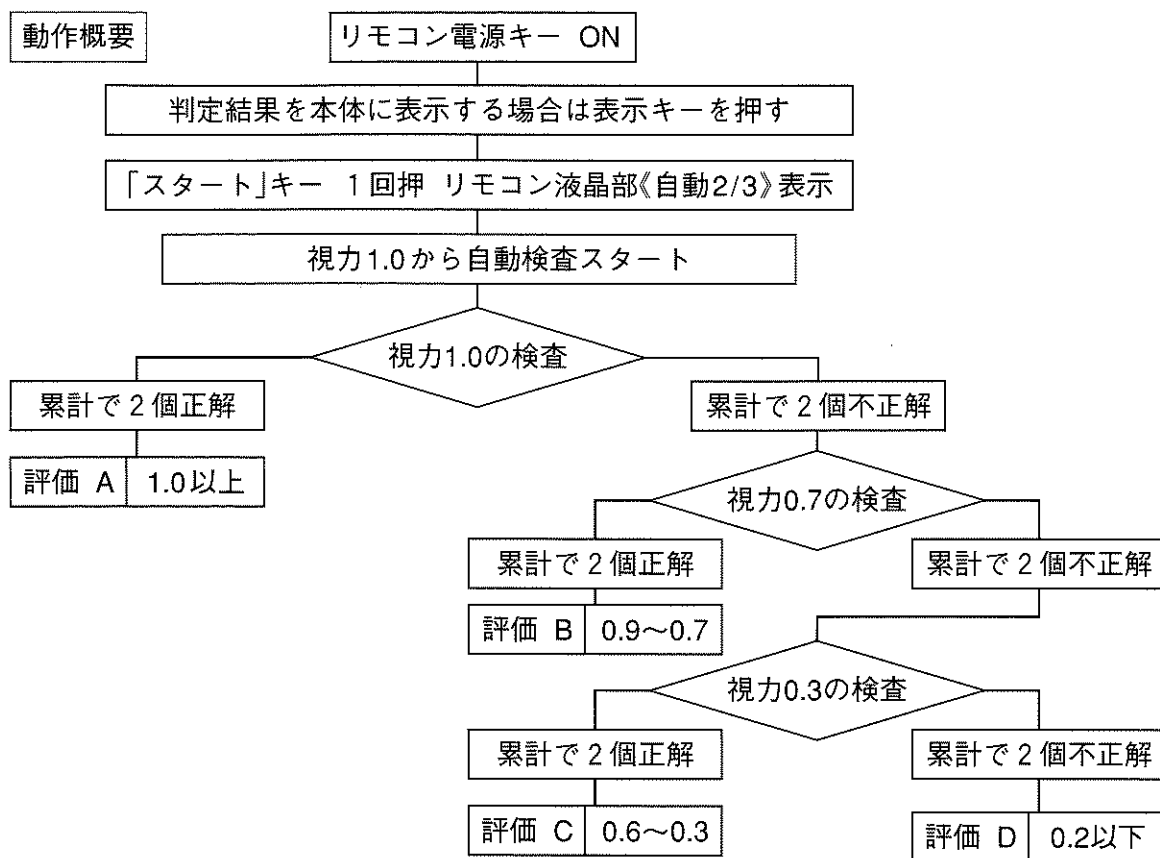 動作概要
リモコン電源キー ON
判定結果を本体に表示する場合は表示キーを押す
「スタート」キー 1回押 リモコン液晶部《自動2/3》表示
視力1.0から自動検査スタート
視力1.0の検査
累計で2個正解
累計で2個不正解
評価 A 1.0以上
視力0.7の検査
累計で2個正解
累計で2個不正解
評価 B 0.9〜0.7
視力0.3の検査
累計で2個正解
累計で2個不正解
評価 C 0.6〜0.3
評価 D 0.2以下